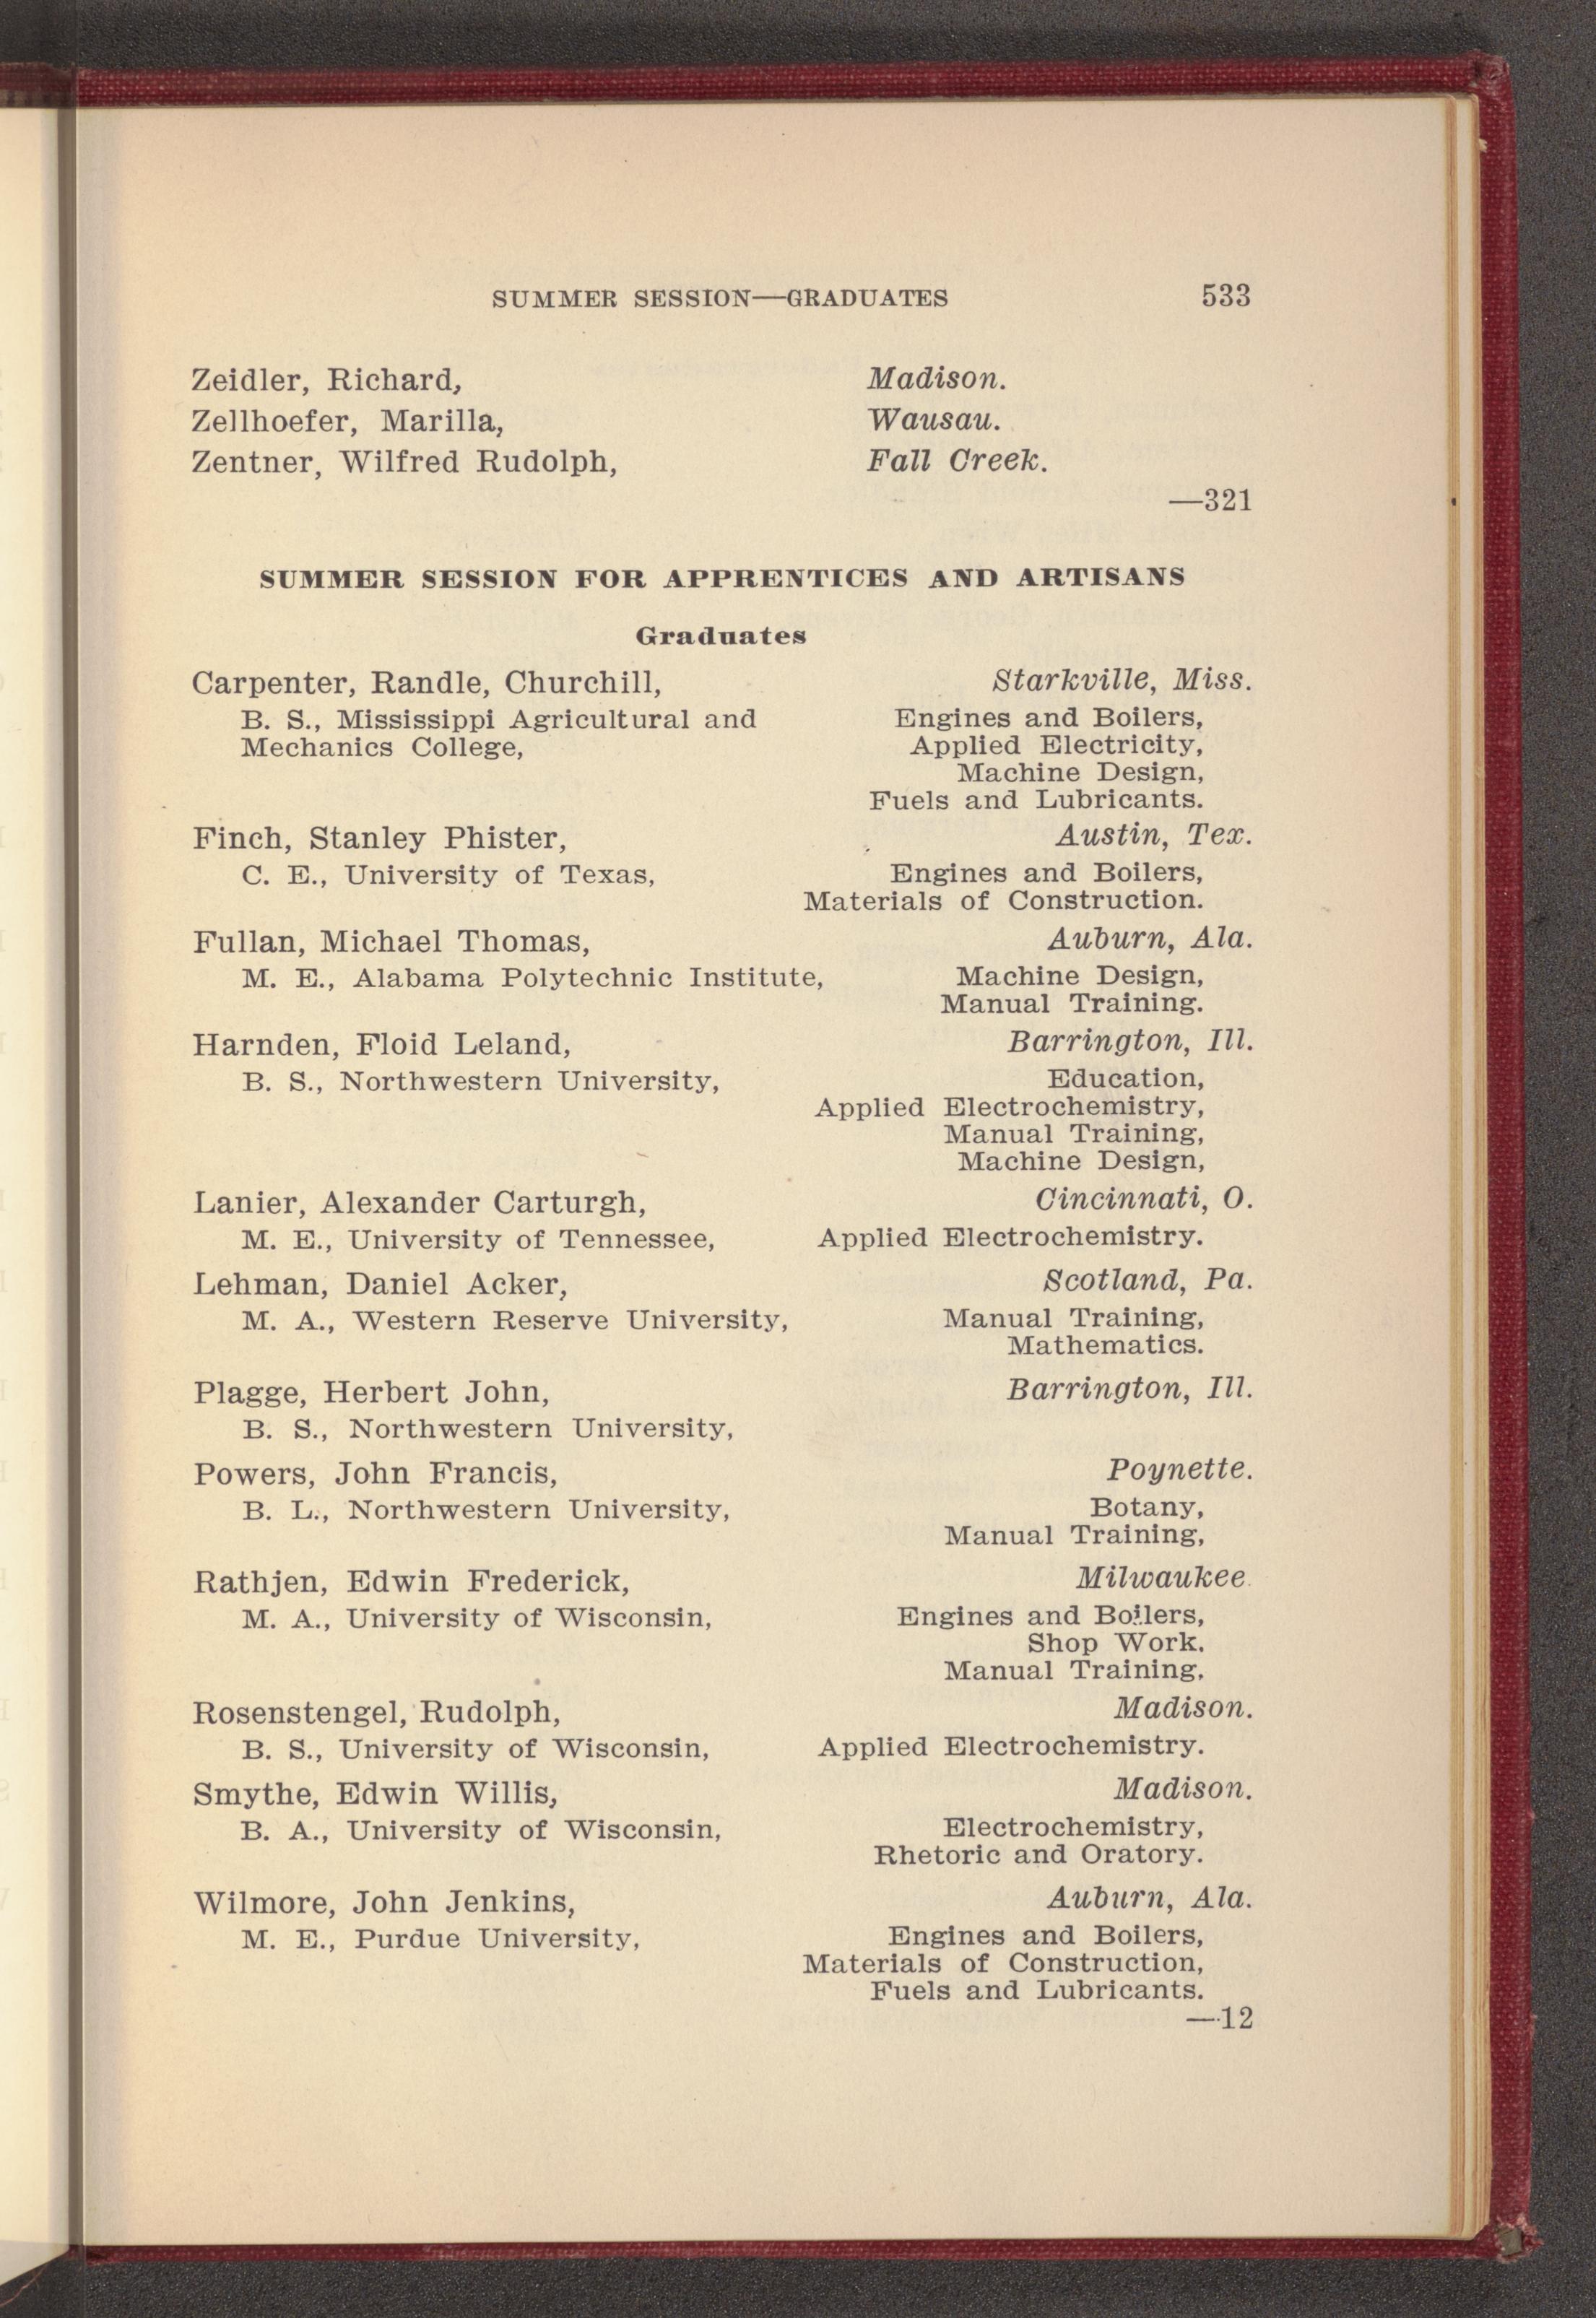 SUMMER SESSION—GRADUATES 533
Zeidler, Richard, Madison.
Zellhoefer, Marilla, Wausau.
Zentner, Wilfred Rudolph, Fall Creek.
—321
SUMMER SESSION FOR APPRENTICES AND ARTISANS
Graduates
Carpenter, Randle, Churchill, Starkville, Miss.
B. S., Mississippi Agricultural and Engines and Boilers,
Mechanics College, Applied Electricity,
Machine Design,
Fuels and Lubricants.
Finch, Stanley Phister, Austin, Tex.
C. E., University of Texas, Engines and Boilers,
Materials of Construction.
Fullan, Michael Thomas, Auburn, Ala.
M. E., Alabama Polytechnic Institute, Machine Design,
Manual Training.
Harnden, Floid Leland, Barrington, Ill.
B. S., Northwestern University, Education,
Applied Electrochemistry,
Manual Training,
Machine Design,
Lanier, Alexander Carturgh, Cincinnati, O.
M. E., University of Tennessee, Applied Electrochemistry.
Lehman, Daniel Acker, Scotland, Pa.
M. A., Western Reserve University, Manual Training,
Mathematics.
Plagge, Herbert John, Barrington, Ill.
B. S., Northwestern University,
Powers, John Francis, Poynette.
B. L., Northwestern University, Botany,
Manual Training,
Rathjen, Edwin Frederick, Milwaukee.
M. A., University of Wisconsin, Engines and Boilers,
Shop Work.
Manual Training.
Rosenstengel, Rudolph, Madison.
B. S., University of Wisconsin, Applied Electrochemistry.
Smythe, Edwin Willis, Madison.
B. A., University of Wisconsin, Electrochemistry,
Rhetoric and Oratory.
Wilmore, John Jenkins, Auburn, Ala.
M. E., Purdue University, Engines and Boilers,
Materials of Construction,
Fuels and Lubricants.
—12